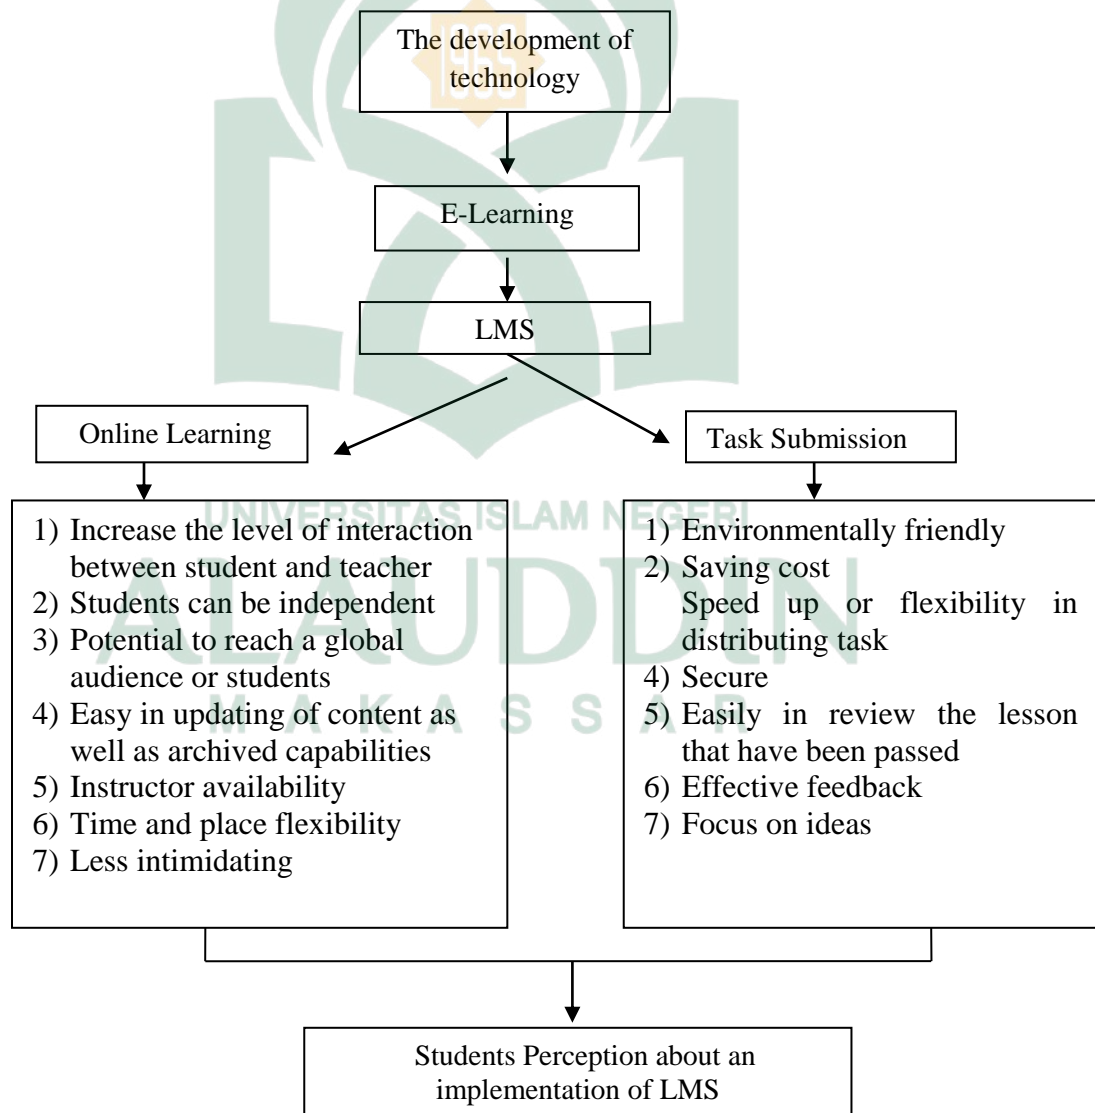 The development of
technology
1965
E-Learning
LMS
Online Learning
Task Submission
1) Increase the level of interaction
between student and teacher
2) Students can be independent
3) Potential to reach a global
audience or students
4) Easy in updating of content as
well as archived capabilities
5) Instructor availability
6) Time and place flexibility
7) Less intimidating
1) Environmentally friendly
2) Saving cost
Speed up or flexibility in
distributing task
4) Secure
5) Easily in review the lesson
that have been passed
6) Effective feedback
7) Focus on ideas
UNIVERSITAS ISLAM NEGERI
ALAUDDIN
MAKASSAR
Students Perception about an
implementation of LMS